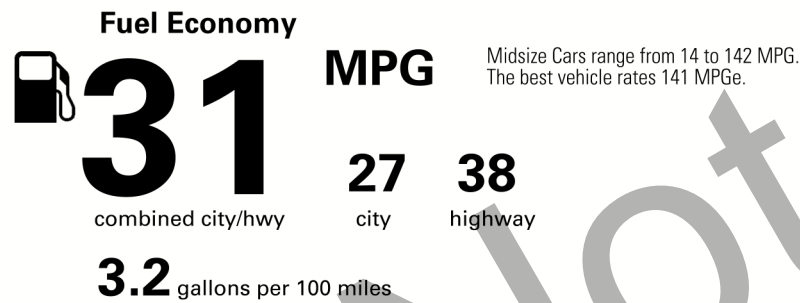 Fuel Economy
31 MPG
Midsize Cars range from 14 to 142 MPG.
The best vehicle rates 141 MPGe.
27 38
combined city/hwy city highway
3.2 gallons per 100 miles
Not